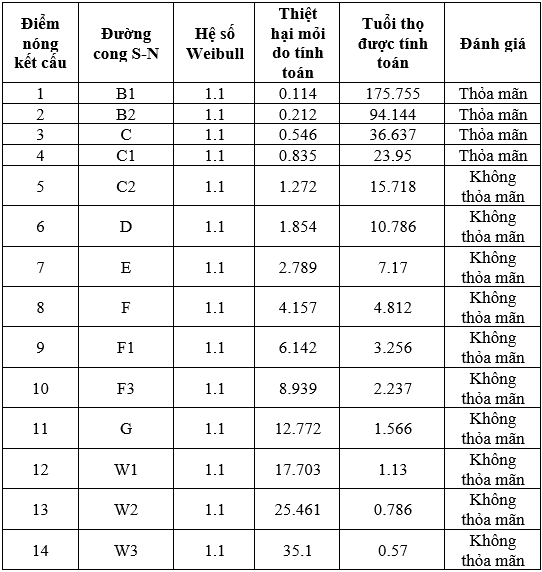 Điểm nóng kết cấu | Đường cong S-N | Hệ số Weibull | Thiệt hại mỏi do tính toán | Tuổi thọ được tính toán | Đánh giá
1 | B1 | 1.1 | 0.114 | 175.755 | Thỏa mãn
2 | B2 | 1.1 | 0.212 | 94.144 | Thỏa mãn
3 | C | 1.1 | 0.546 | 36.637 | Thỏa mãn
4 | C1 | 1.1 | 0.835 | 23.95 | Thỏa mãn
5 | C2 | 1.1 | 1.272 | 15.718 | Không thỏa mãn
6 | D | 1.1 | 1.854 | 10.786 | Không thỏa mãn
7 | E | 1.1 | 2.789 | 7.17 | Không thỏa mãn
8 | F | 1.1 | 4.157 | 4.812 | Không thỏa mãn
9 | F1 | 1.1 | 6.142 | 3.256 | Không thỏa mãn
10 | F3 | 1.1 | 8.939 | 2.237 | Không thỏa mãn
11 | G | 1.1 | 12.772 | 1.566 | Không thỏa mãn
12 | W1 | 1.1 | 17.703 | 1.13 | Không thỏa mãn
13 | W2 | 1.1 | 25.461 | 0.786 | Không thỏa mãn
14 | W3 | 1.1 | 35.1 | 0.57 | Không thỏa mãn